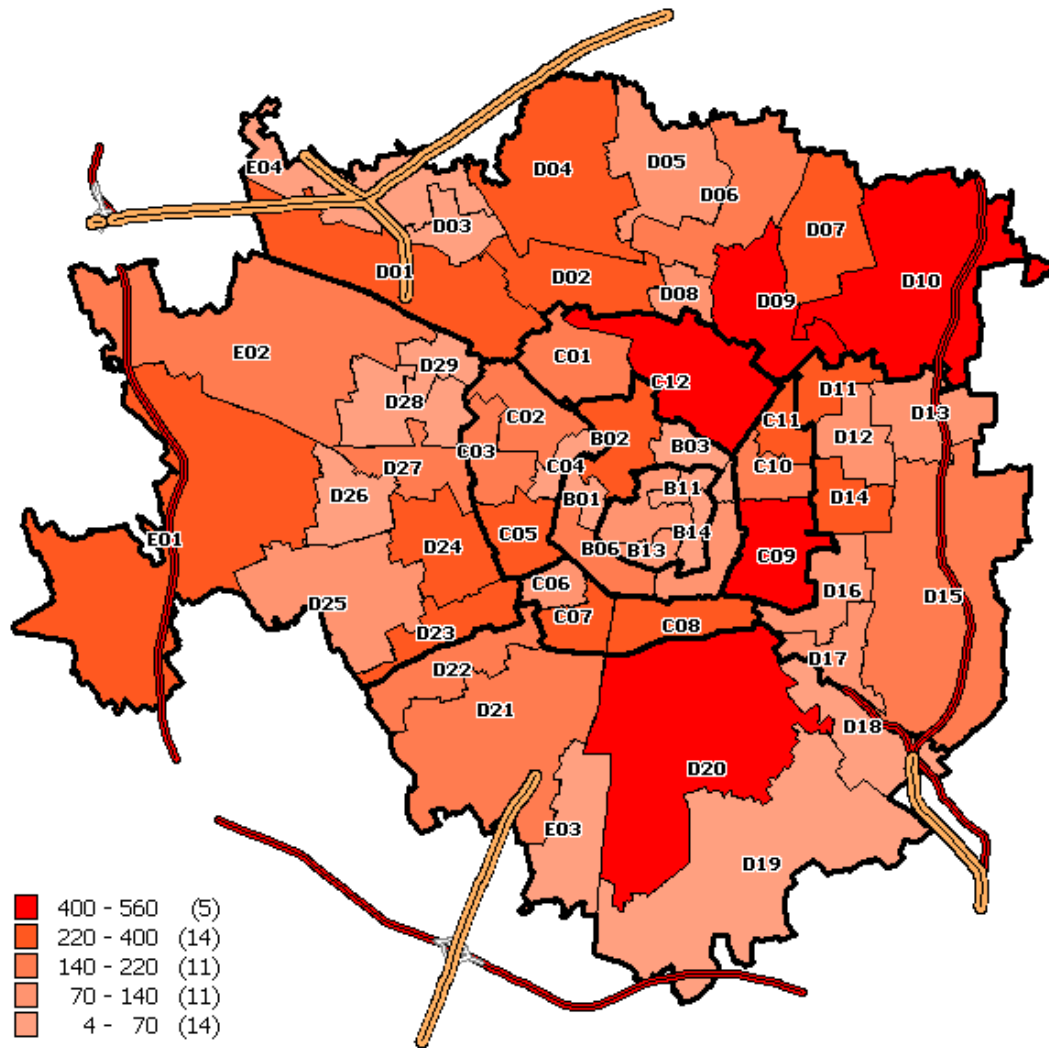 D04
D05
E04
D06
D03
D07
D01
D02
D10
D08
D09
E02
C01
D29
C12
D28
C02
D11
C11
D13
B02
D12
C03
B03
C04
C10
D27
B11
D26
B01
D14
C05
B14
E01
D24
B06
B13
C09
C06
D16
D15
D25
C07
C08
D23
D17
D22
D21
D18
D20
E03
D19
400 - 560 (5)
220 - 400 (14)
140 - 220 (11)
70 - 140 (11)
4 - 70 (14)